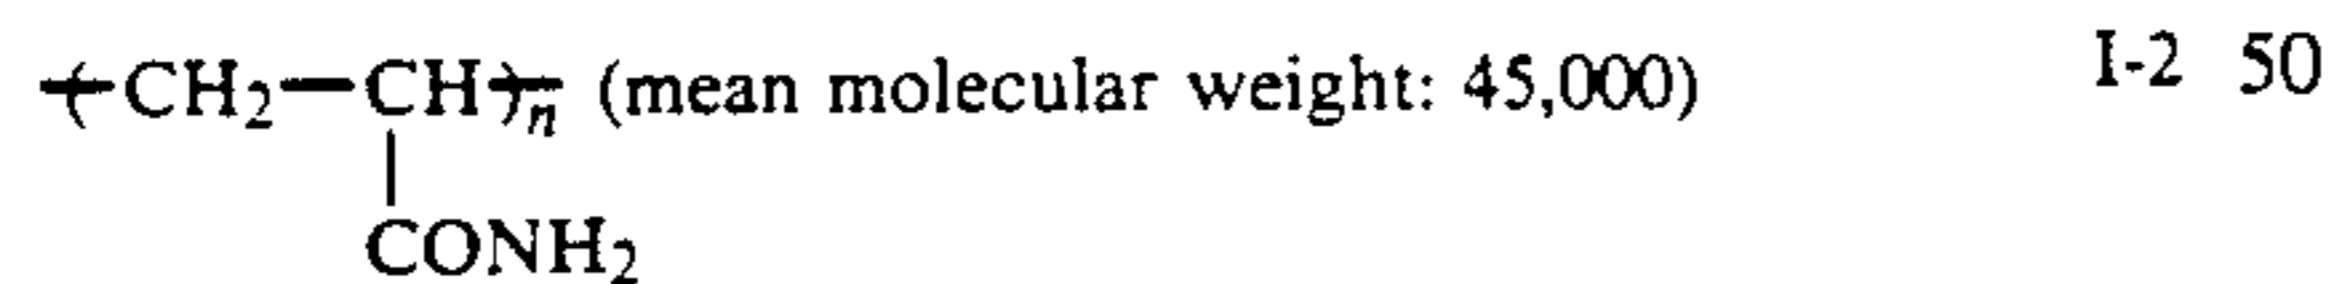 (CH2—CH)n (mean molecular weight: 45,000) I-2 50
CONH2